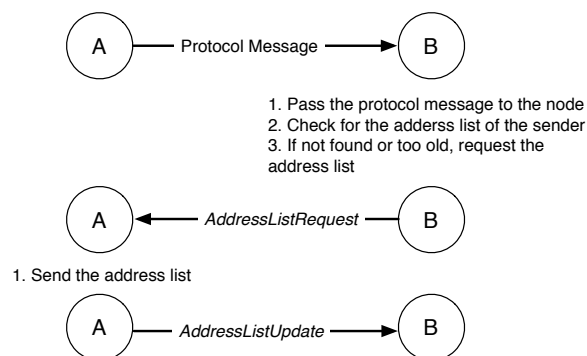 A Protocol Message B
1. Pass the protocol message to the node
2. Check for the adderss list of the sender
3. If not found or too old, request the
address list
A AddressListRequest B
1. Send the address list
A AddressListUpdate B